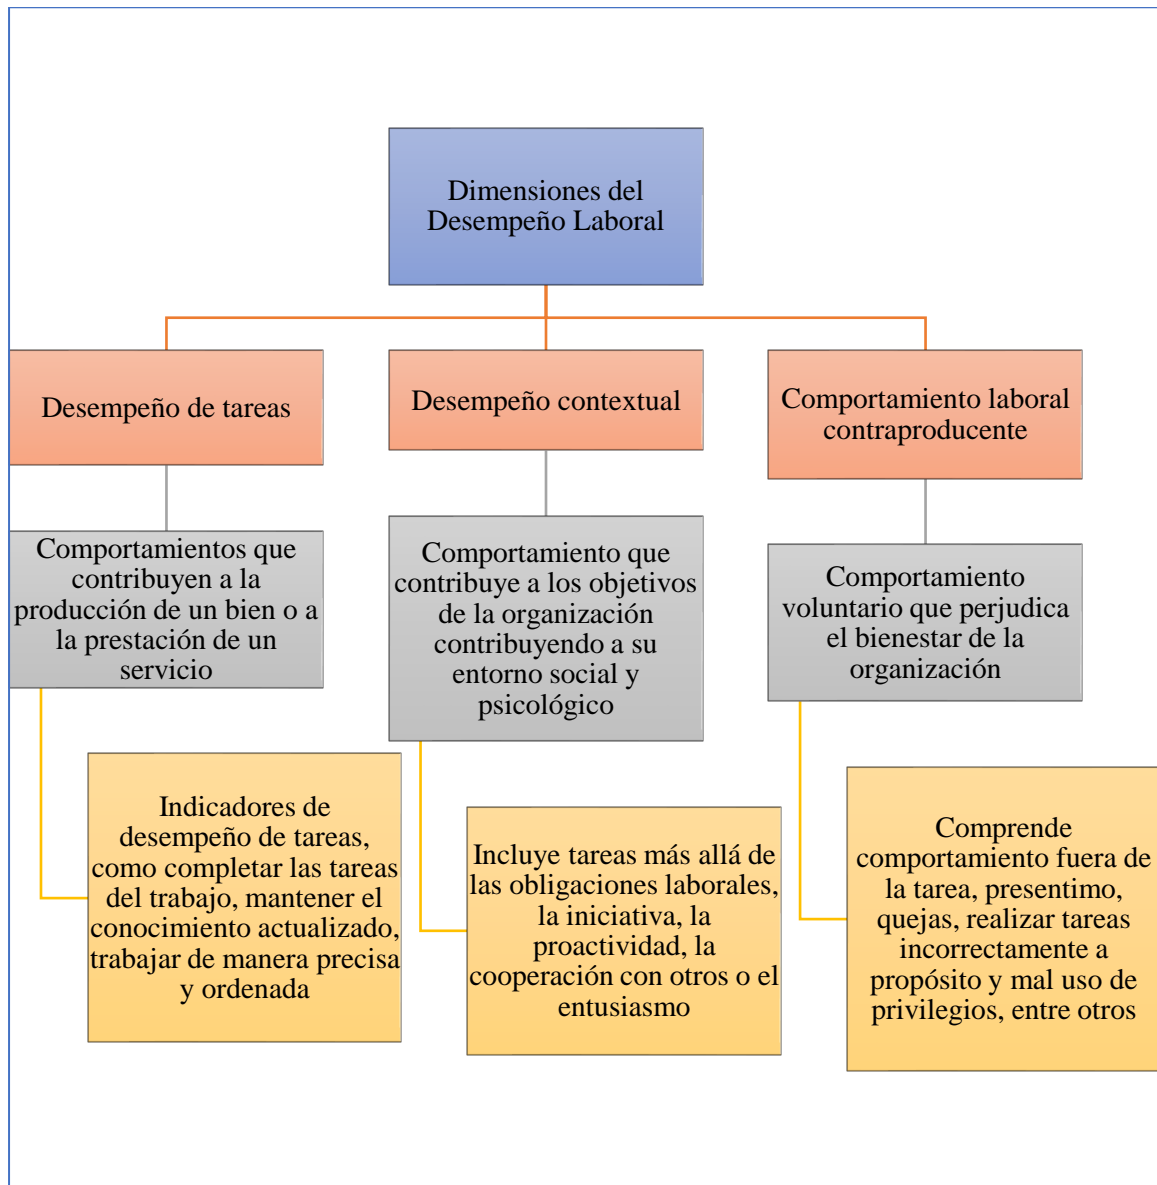 Dimensiones del
Desempeño Laboral
Desempeño de tareas
Desempeño contextual
Comportamiento laboral
contraproducente
Comportamientos que
contribuyen a la
producción de un bien o a
la prestación de un
servicio
Comportamiento que
contribuye a los objetivos
de la organización
contribuyendo a su
entorno social y
psicológico
Comportamiento
voluntario que perjudica
el bienestar de la
organización
Indicadores de
desempeño de tareas,
como completar las tareas
del trabajo, mantener el
conocimiento actualizado,
trabajar de manera precisa
y ordenada
Incluye tareas más allá de
las obligaciones laborales,
la iniciativa, la
proactividad, la
cooperación con otros o el
entusiasmo
Comprende
comportamiento fuera de
la tarea, presentimo,
quejas, realizar tareas
incorrectamente a
propósito y mal uso de
privilegios, entre otros